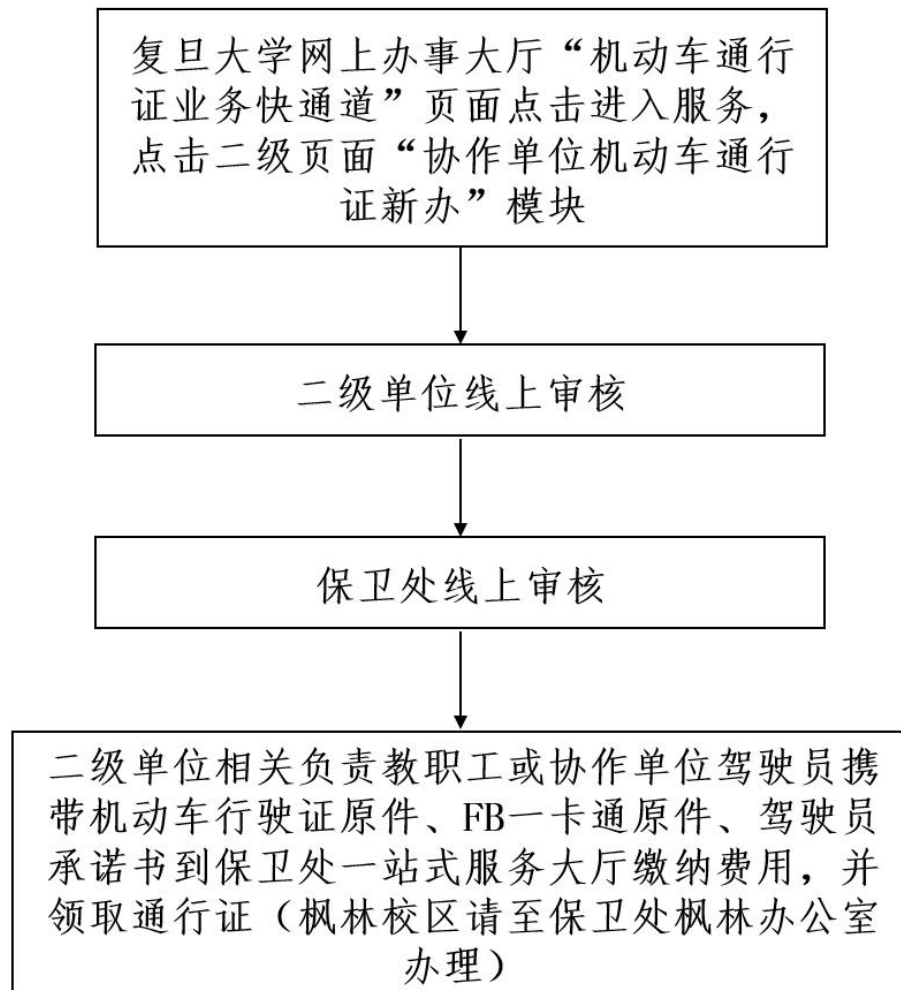 复旦大学网上办事大厅“机动车通行
证业务快通道”页面点击进入服务，
点击二级页面“协作单位机动车通行
证新办”模块
二级单位线上审核
保卫处线上审核
二级单位相关负责教职工或协作单位驾驶员携
带机动车行驶证原件、FB一卡通原件、驾驶员
承诺书到保卫处一站式服务大厅缴纳费用，并
领取通行证（枫林校区请至保卫处枫林办公室
办理）